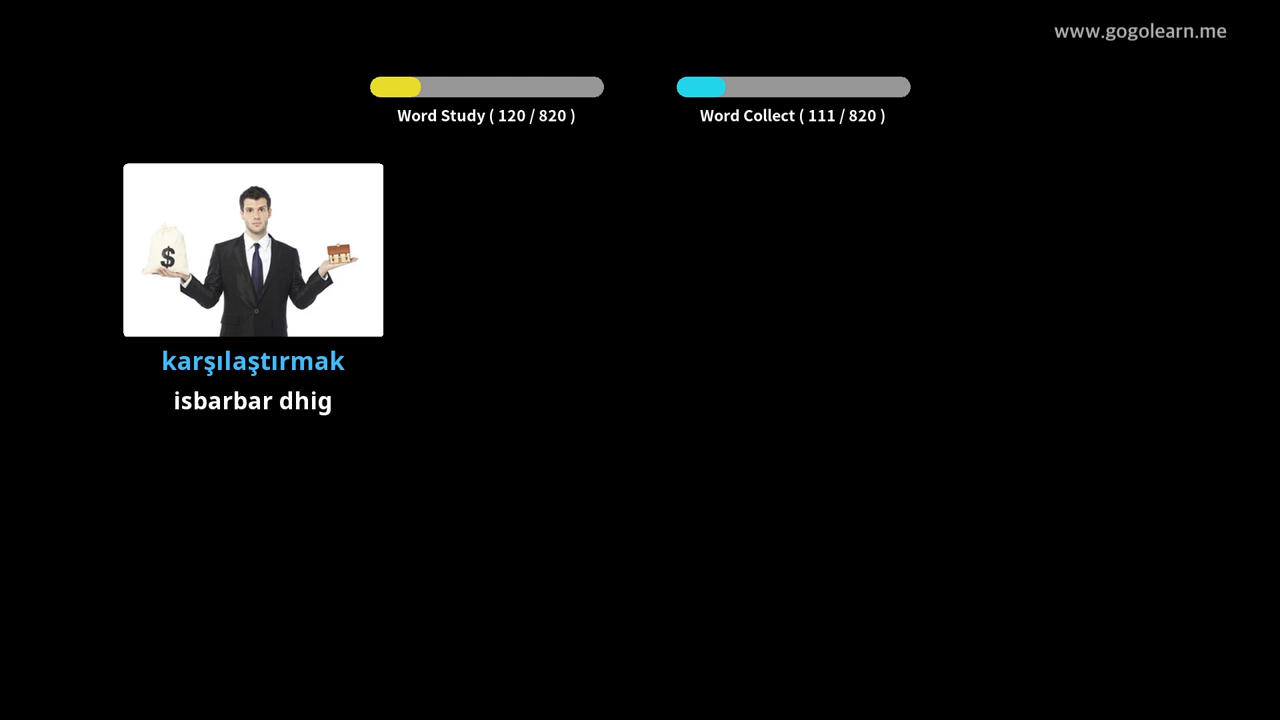 www.gogolearn.me
Word Study ( 120 / 820 )
Word Collect ( 111 / 820 )
$
karşılaştırmak
isbarbar dhig